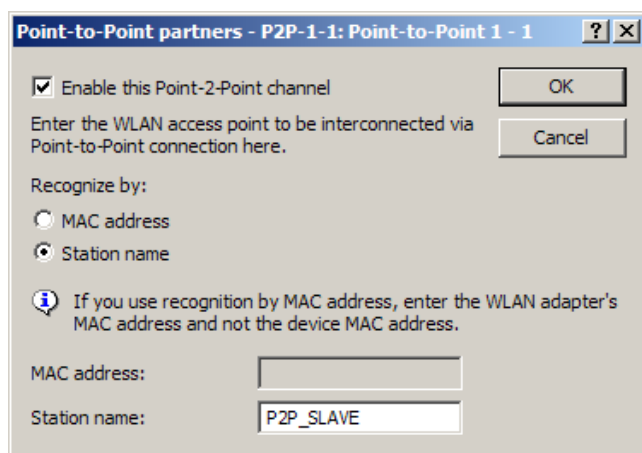 Point-to-Point partners - P2P-1-1: Point-to-Point 1 - 1
Enable this Point-2-Point channel
OK
Enter the WLAN access point to be interconnected via
Point-to-Point connection here.
Cancel
Recognize by:
MAC address
Station name
If you use recognition by MAC address, enter the WLAN adapter's
MAC address and not the device MAC address.
MAC address:
Station name:
P2P_SLAVE